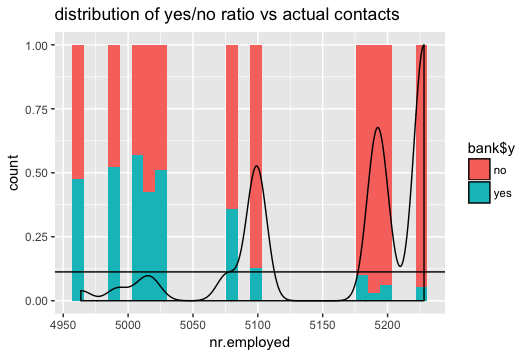 distribution of yes/no ratio vs actual contacts
1.00
0.75
0.50
0.25
0.00
count
4950
5000
5050
5100
5150
5200
nr.employed
bank$y
no
yes